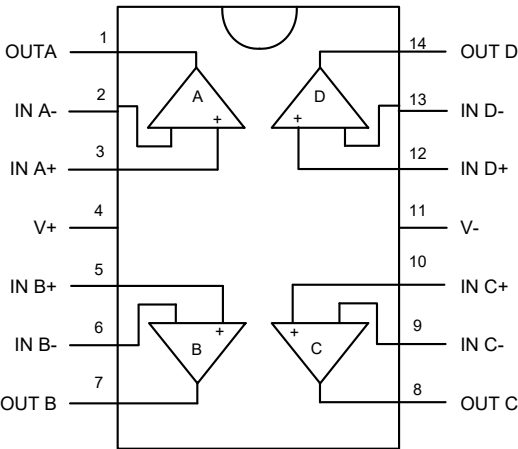 1 14
OUTA OUT D
A D
2 13
IN A- IN D-
+ +
3 12
IN A+ IN D+
4 11
V+ V-
5 10
IN B+ IN C+
+ +
6 9
IN B- IN C-
B C
7 8
OUT B OUT C